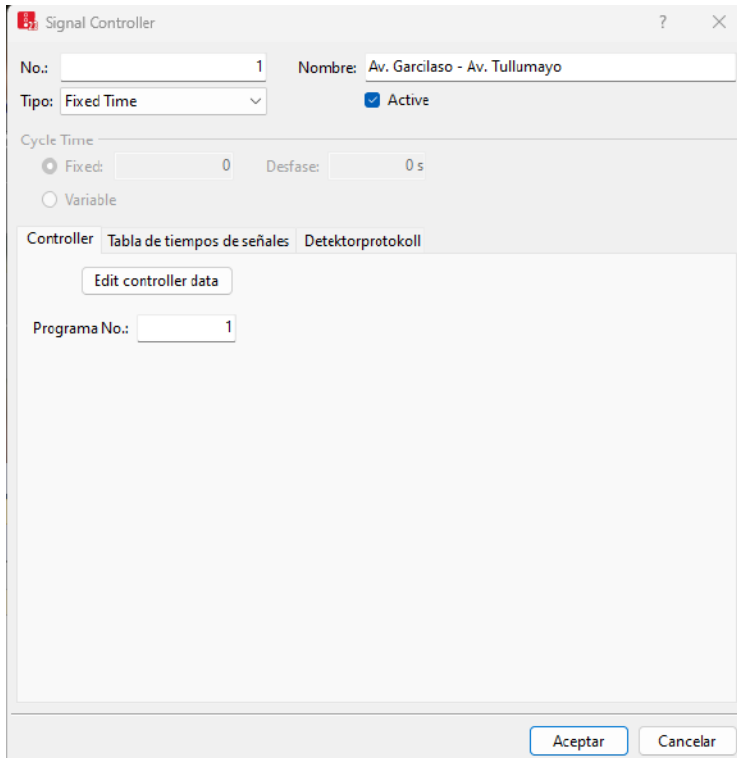 Signal Controller
No.: 1 Nombre: Av. Garcilaso - Av. Tullumayo
Tipo: Fixed Time Active
Cycle Time
Fixed: 0 Desfase: 0 s
Variable
Controller Tabla de tiempos de señales Detektorprotokoll
Edit controller data
Programa No.: 1
Aceptar Cancelar